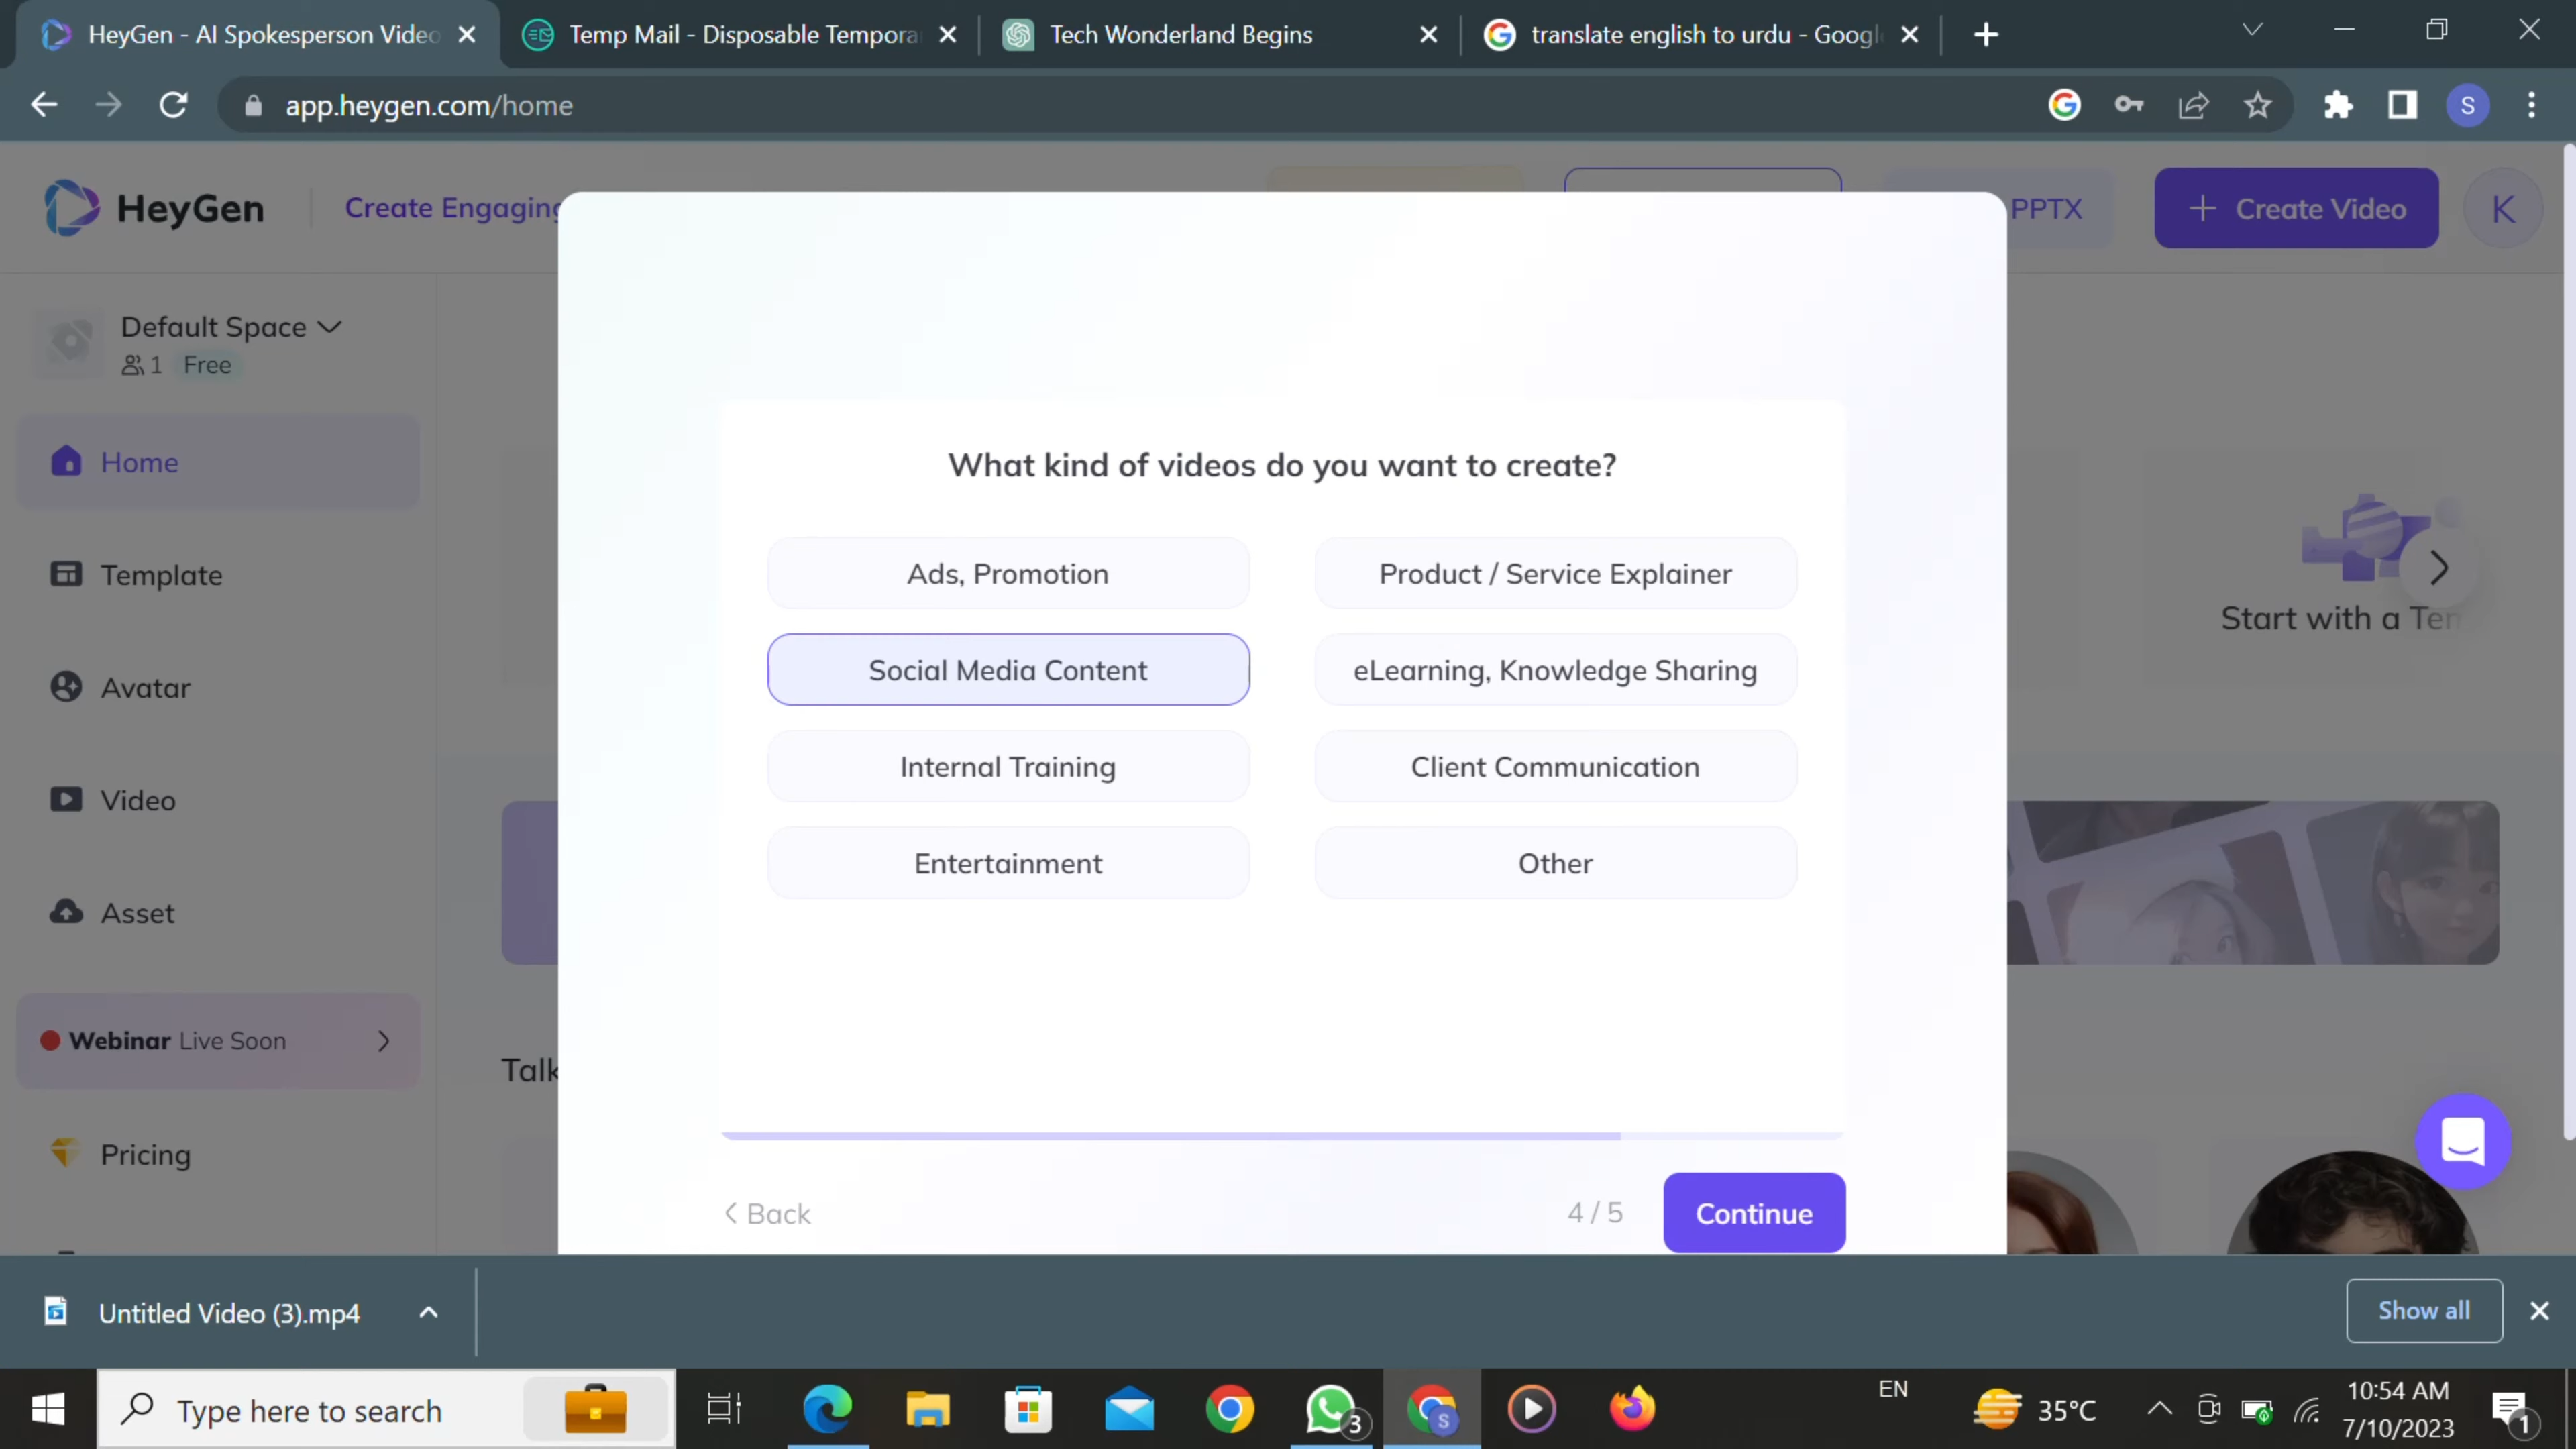 HeyGen - AI Spokesperson Video
Temp Mail - Disposable Tempora
Tech Wonderland Begins
translate english to urdu - Googl
app.heygen.com/home
S
HeyGen
Create Engaging
PPTX
+ Create Video
K
Default Space
1 Free
Home
Template
Avatar
Video
Asset
Webinar Live Soon
Pricing
Start with a Tem
Talk
What kind of videos do you want to create?
Ads, Promotion
Product / Service Explainer
Social Media Content
eLearning, Knowledge Sharing
Internal Training
Client Communication
Entertainment
Other
< Back
4 / 5
Continue
Untitled Video (3).mp4
Show all
Type here to search
3
S
EN
35°C
10:54 AM
7/10/2023
1